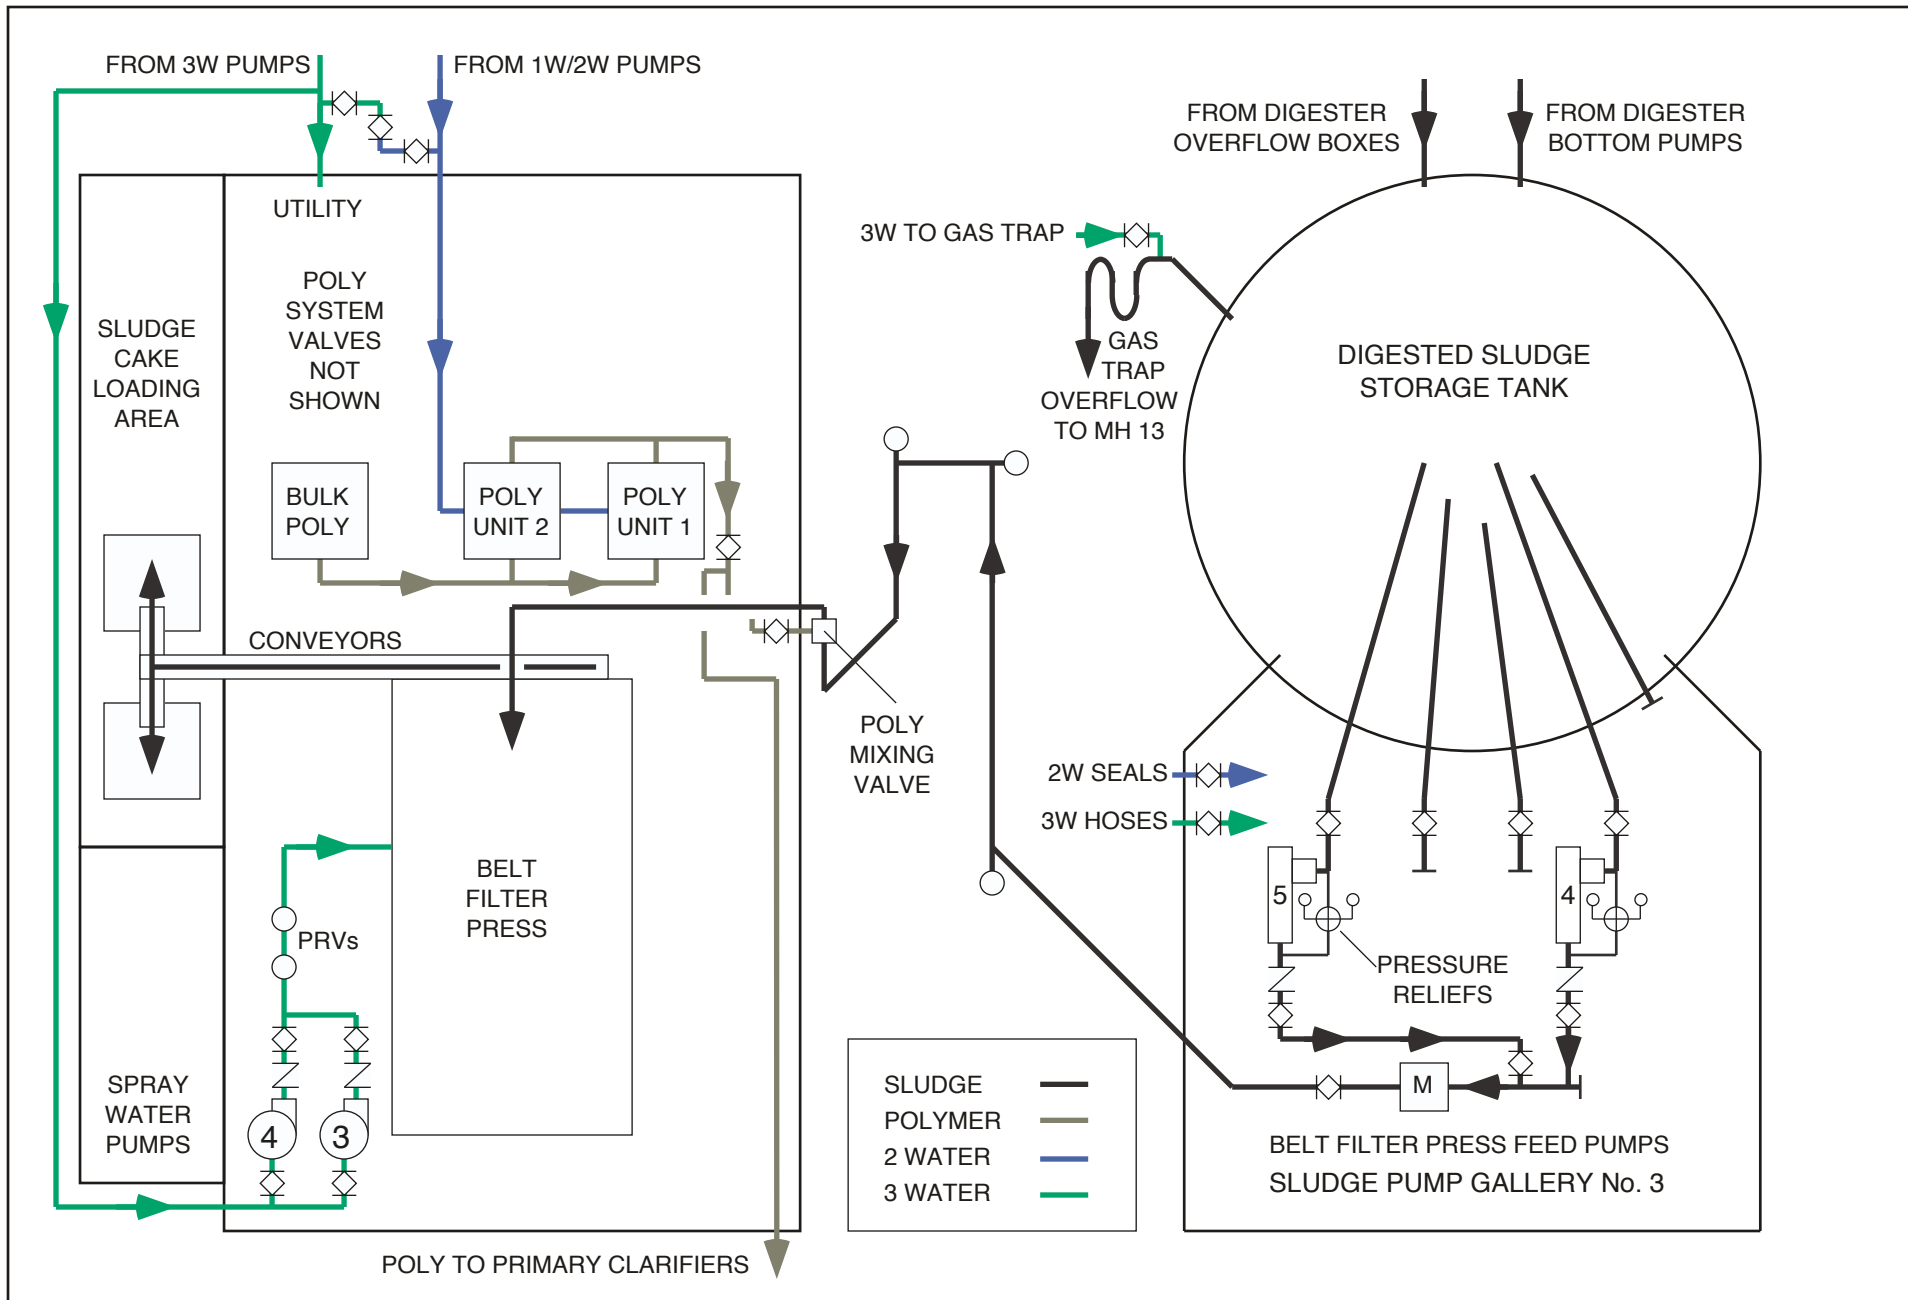 FROM 3W PUMPS
FROM 1W/2W PUMPS
FROM DIGESTER
OVERFLOW BOXES
FROM DIGESTER
BOTTOM PUMPS
UTILITY
3W TO GAS TRAP
POLY
SYSTEM
VALVES
NOT
SHOWN
SLUDGE
CAKE
LOADING
AREA
GAS
TRAP
OVERFLOW
TO MH 13
DIGESTED SLUDGE
STORAGE TANK
BULK
POLY
POLY
UNIT 2
POLY
UNIT 1
CONVEYORS
POLY
MIXING
VALVE
2W SEALS
3W HOSES
BELT
FILTER
PRESS
PRVs
5
4
PRESSURE
RELIEFS
SPRAY
WATER
PUMPS
4
3
M
SLUDGE
POLYMER
2 WATER
3 WATER
BELT FILTER PRESS FEED PUMPS
SLUDGE PUMP GALLERY No. 3
POLY TO PRIMARY CLARIFIERS